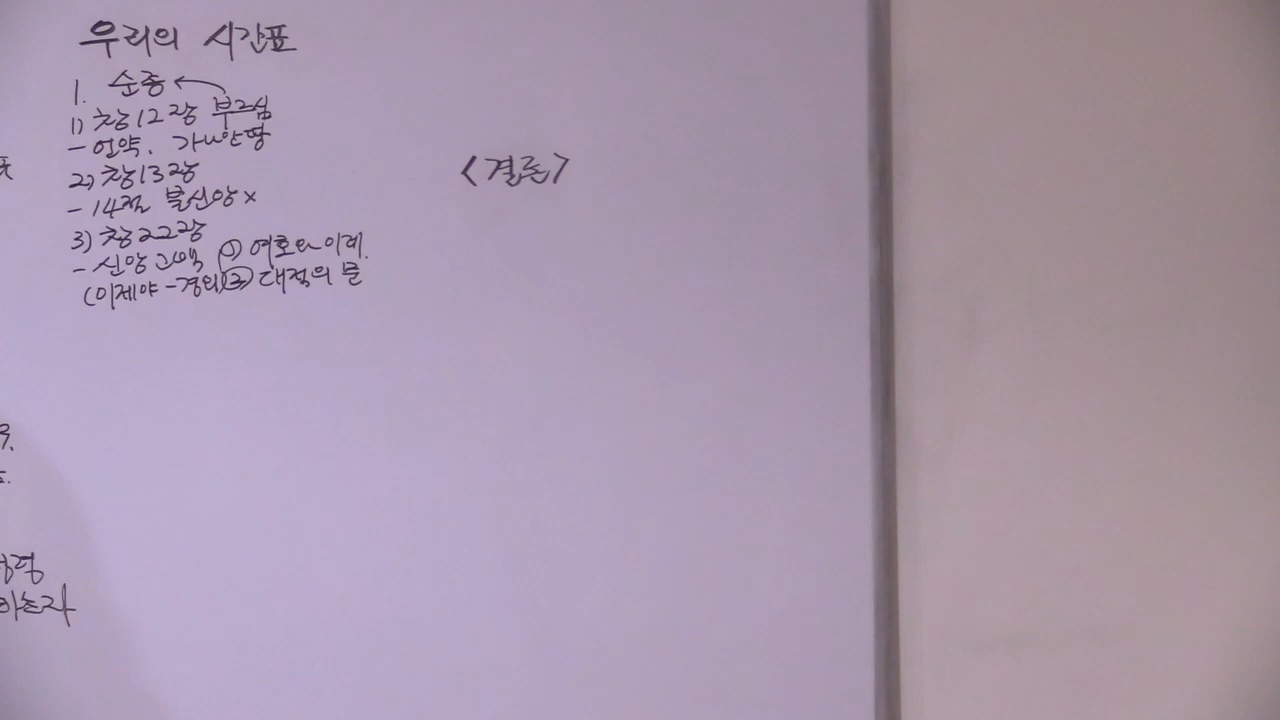 우리의 시간표
1. 순종
1) 창12장 부르심
- 언약. 가나안땅
2) 창13장
- 14절 불신앙 x
3) 창22장
- 신앙고백 ① 여호와이레.
(이제야 - 경외) ② 대적의 문
<결론>